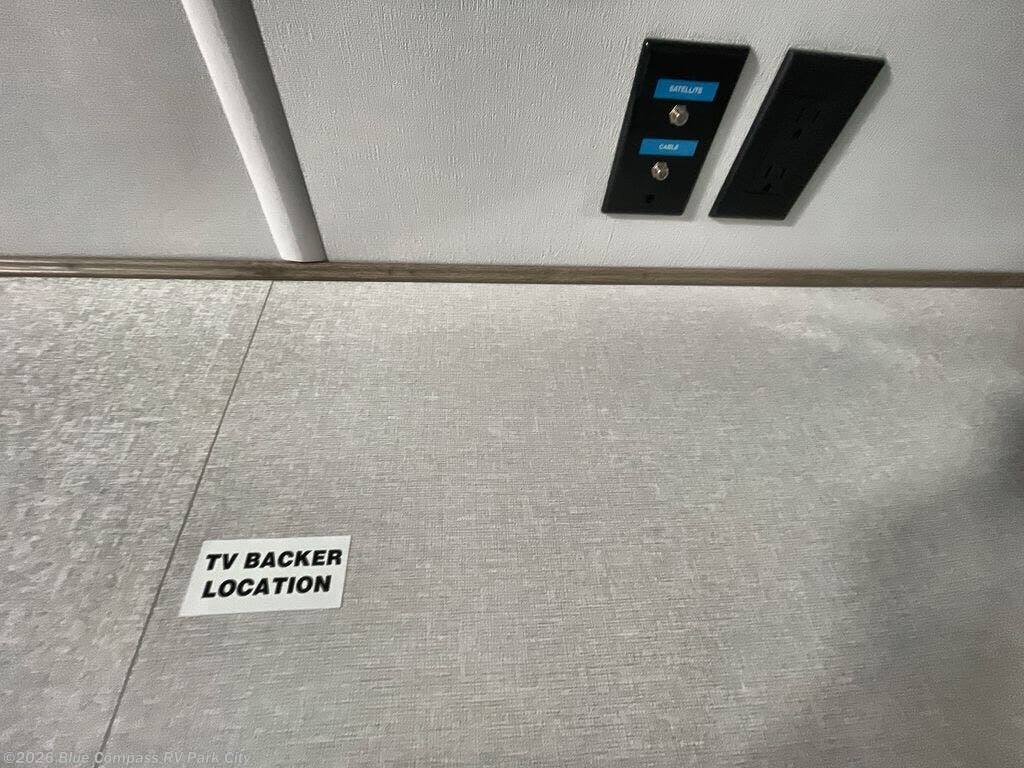 SATELLITE
CABLE
TV BACKER
LOCATION
©2026 Blue Compass RV Park City